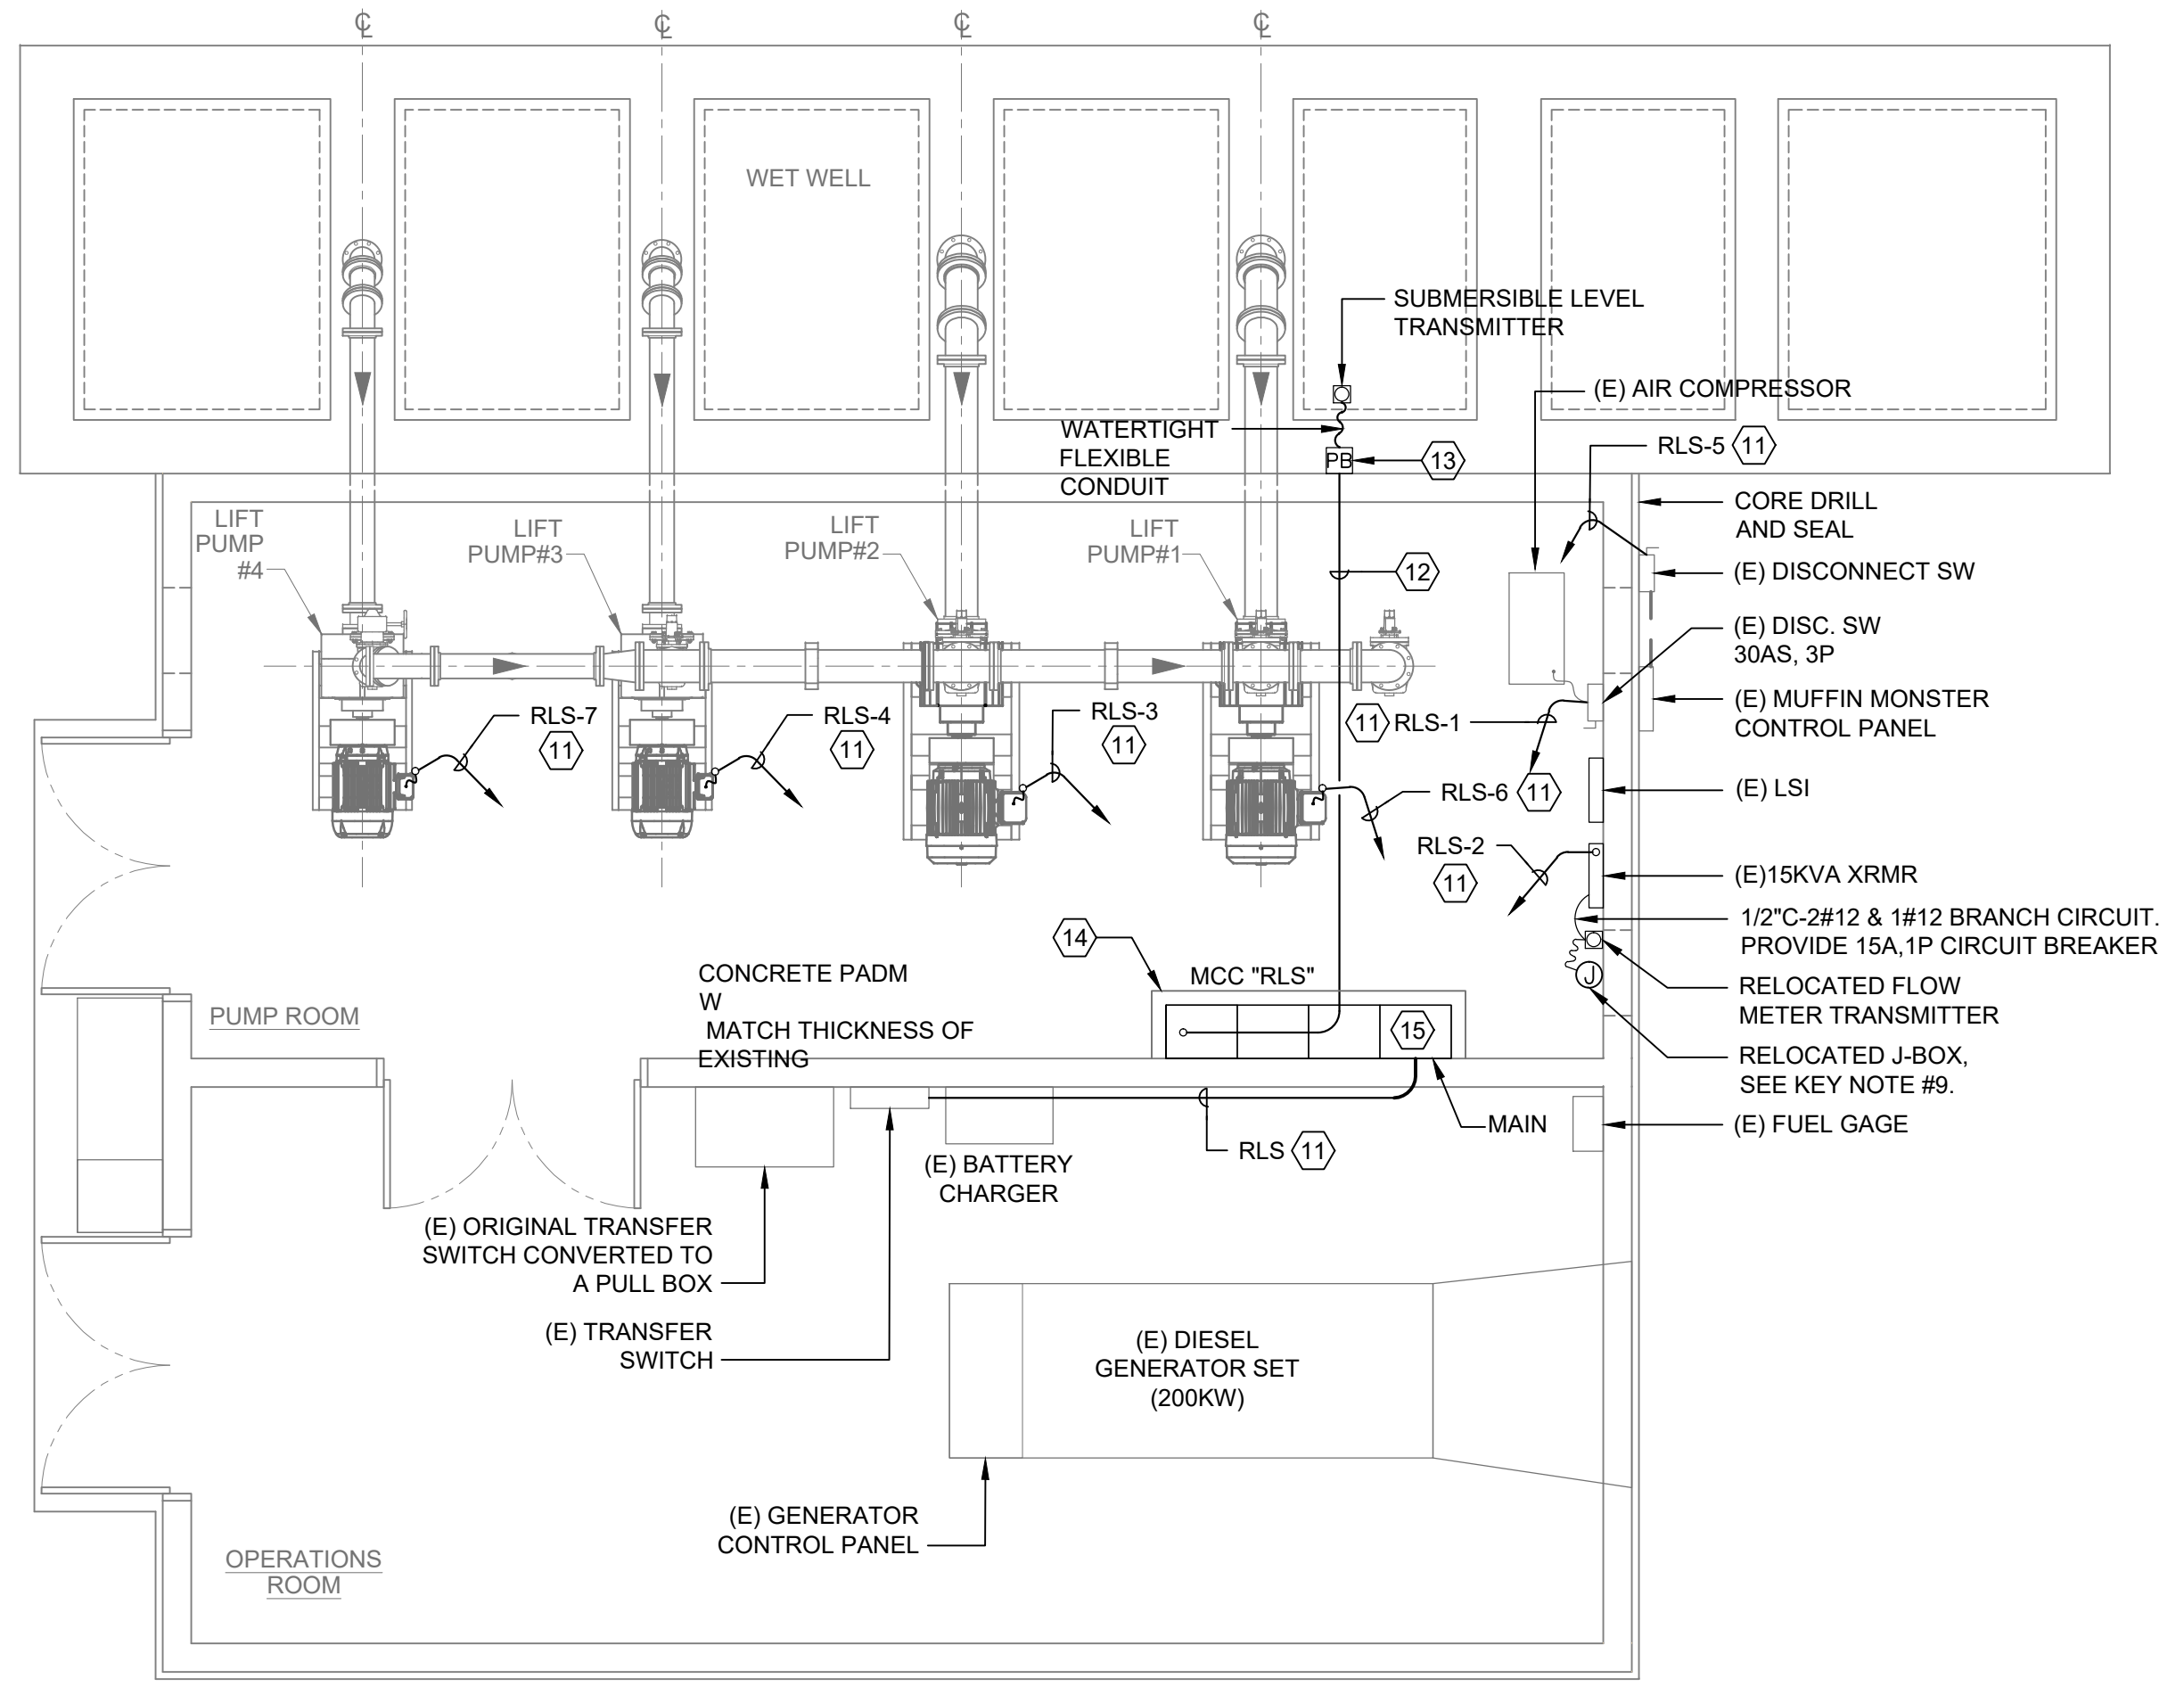 ℄ ℄ ℄ ℄
WET WELL
SUBMERSIBLE LEVEL
TRANSMITTER
(E) AIR COMPRESSOR
WATERTIGHT
FLEXIBLE
CONDUIT
PB
13
RLS-5 11
CORE DRILL
AND SEAL
LIFT
PUMP
#4
LIFT
PUMP#3
LIFT
PUMP#2
LIFT
PUMP#1
12
(E) DISCONNECT SW
(E) DISC. SW
30AS, 3P
(E) MUFFIN MONSTER
CONTROL PANEL
RLS-7
11
RLS-4
11
RLS-3
11
11 RLS-1
RLS-6 11
(E) LSI
RLS-2
11
(E)15KVA XRMR
1/2"C-2#12 & 1#12 BRANCH CIRCUIT.
PROVIDE 15A,1P CIRCUIT BREAKER
14
MCC "RLS"
CONCRETE PADM
W
MATCH THICKNESS OF
EXISTING
PUMP ROOM
15
J
RELOCATED FLOW
METER TRANSMITTER
RELOCATED J-BOX,
SEE KEY NOTE #9.
MAIN
(E) FUEL GAGE
RLS 11
(E) BATTERY
CHARGER
(E) ORIGINAL TRANSFER
SWITCH CONVERTED TO
A PULL BOX
(E) TRANSFER
SWITCH
(E) DIESEL
GENERATOR SET
(200KW)
(E) GENERATOR
CONTROL PANEL
OPERATIONS
ROOM